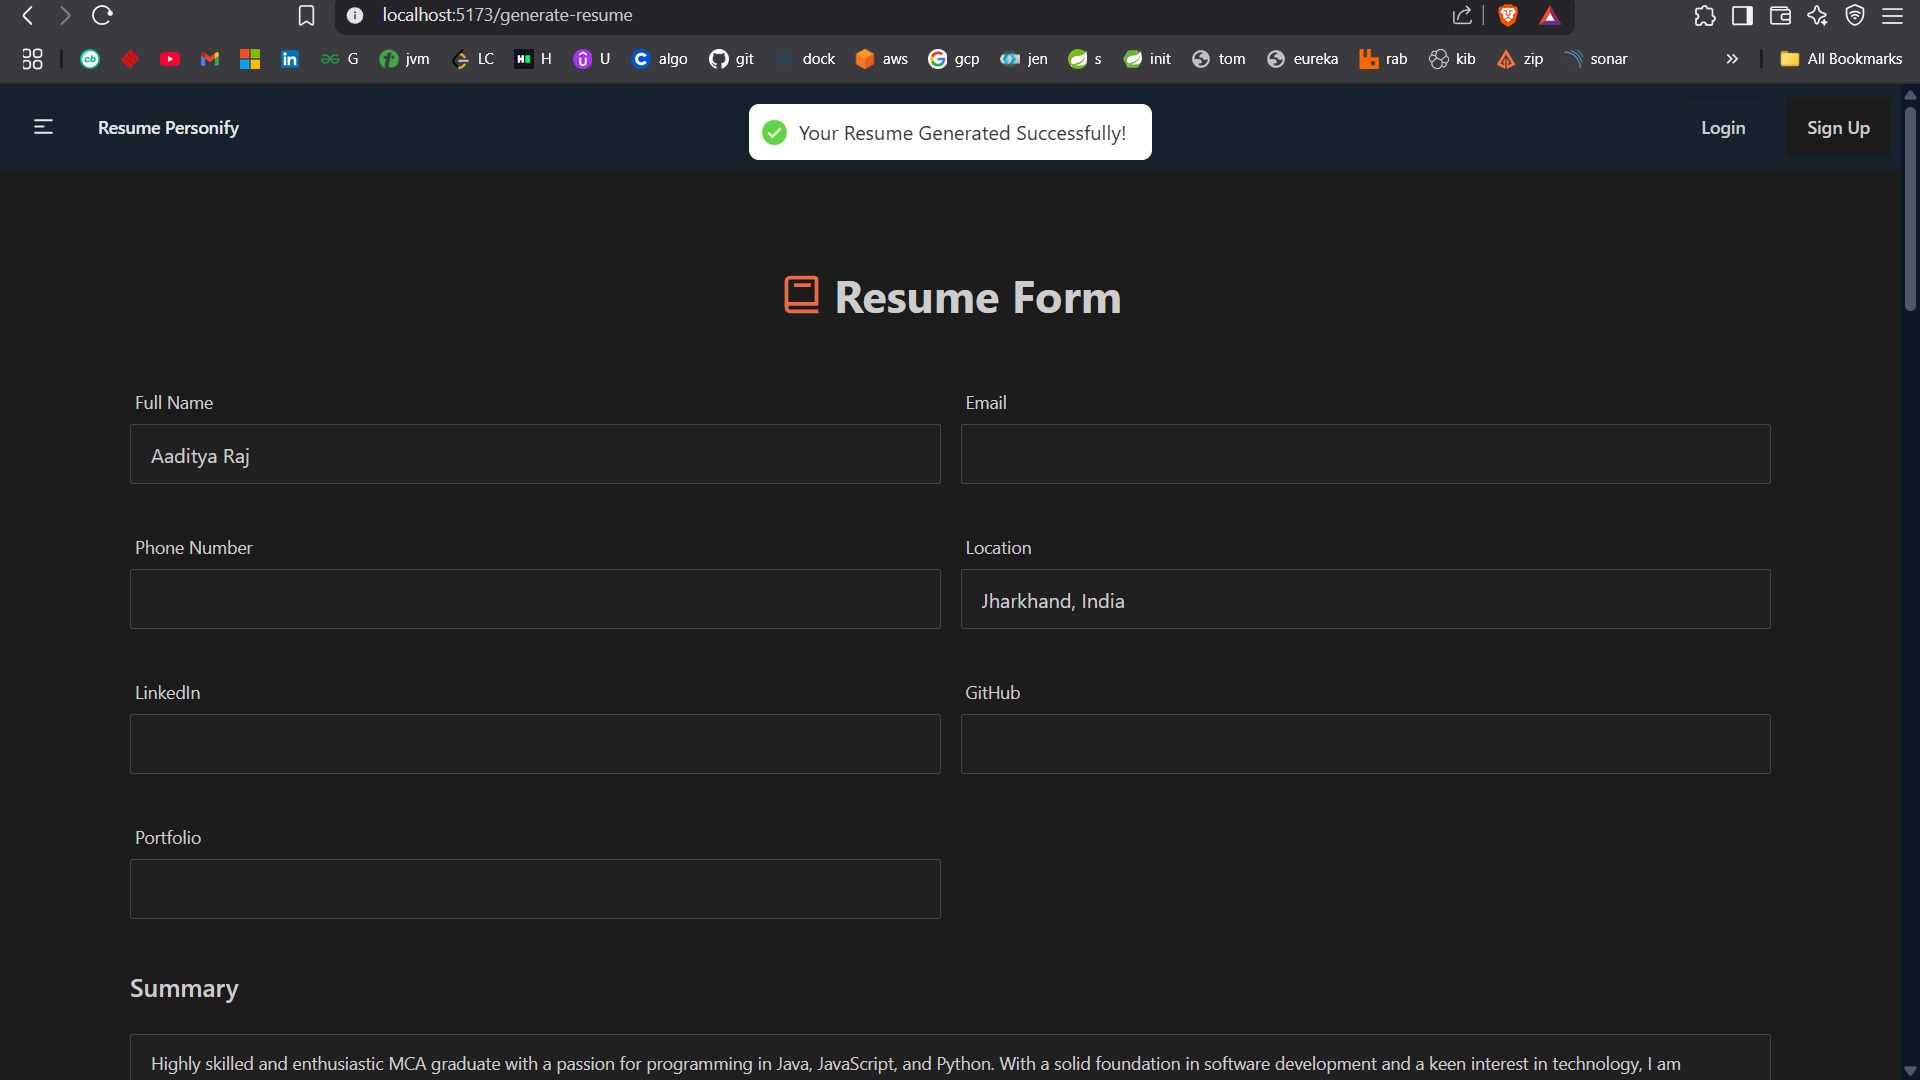 localhost:5173/generate-resume
G jvm LC H U algo git dock aws gcp jen s init tom eureka rab kib zip sonar » All Bookmarks
Resume Personify
Your Resume Generated Successfully!
Login Sign Up
Resume Form
Full Name Email
Aaditya Raj
Phone Number Location
Jharkhand, India
LinkedIn GitHub
Portfolio
Summary
Highly skilled and enthusiastic MCA graduate with a passion for programming in Java, JavaScript, and Python. With a solid foundation in software development and a keen interest in technology, I am